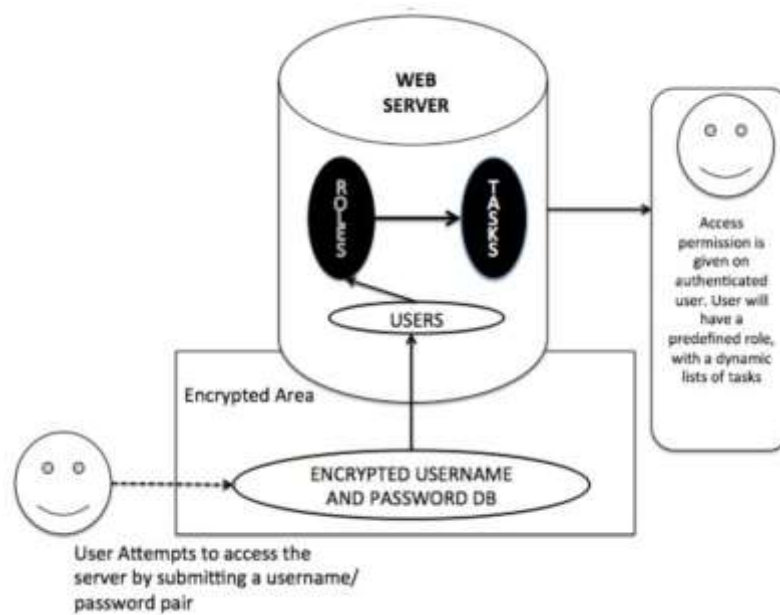 WEB
SERVER
ROLES
TASKS
USERS
Access
permission is
given on
authenticated
user. User will
have a
predefined role,
with a dynamic
lists of tasks
Encrypted Area
ENCRYPTED USERNAME
AND PASSWORD DB
User Attempts to access the
server by submitting a username/
password pair